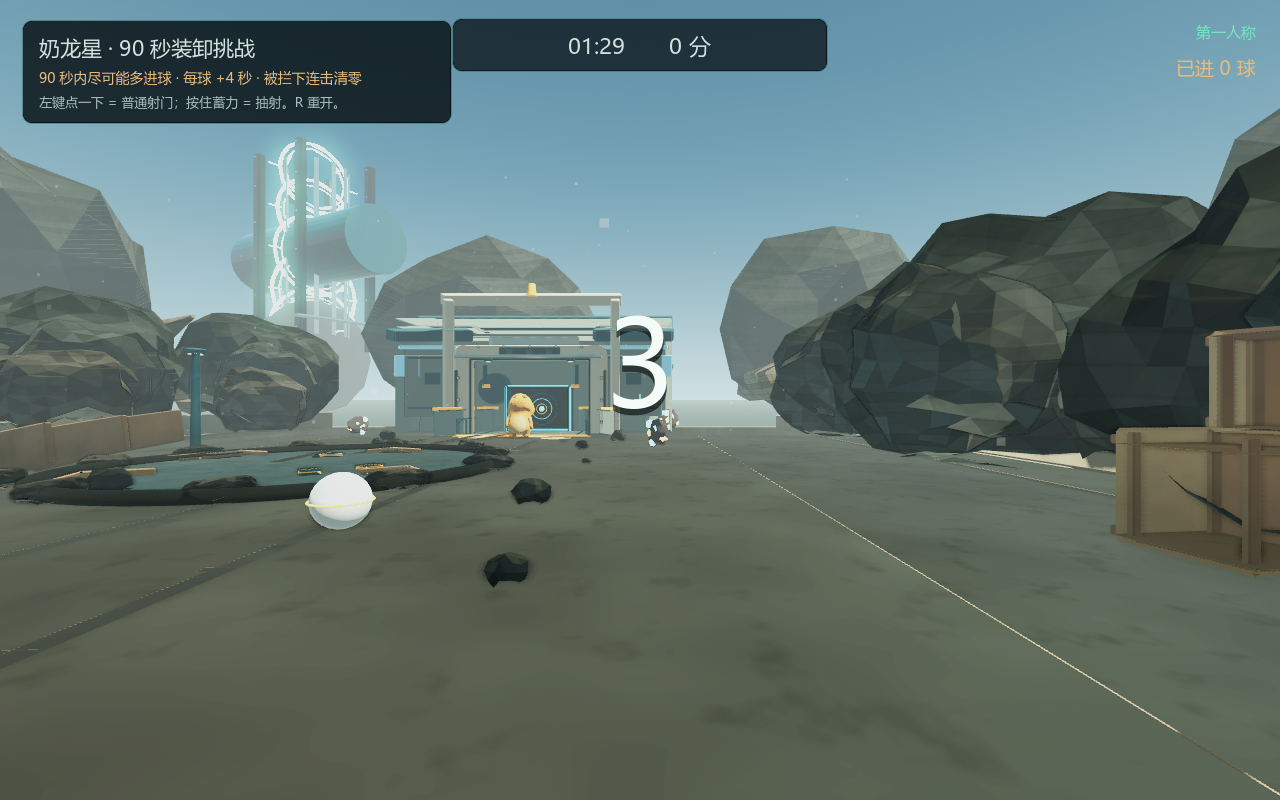 奶龙星 · 90 秒装卸挑战
90 秒内尽可能多进球 · 每球 +4 秒 · 被拦下连击清零
左键点一下 = 普通射门；按住蓄力 = 抽射。R 重开。
01:29 0 分
第一人称
已进 0 球
3